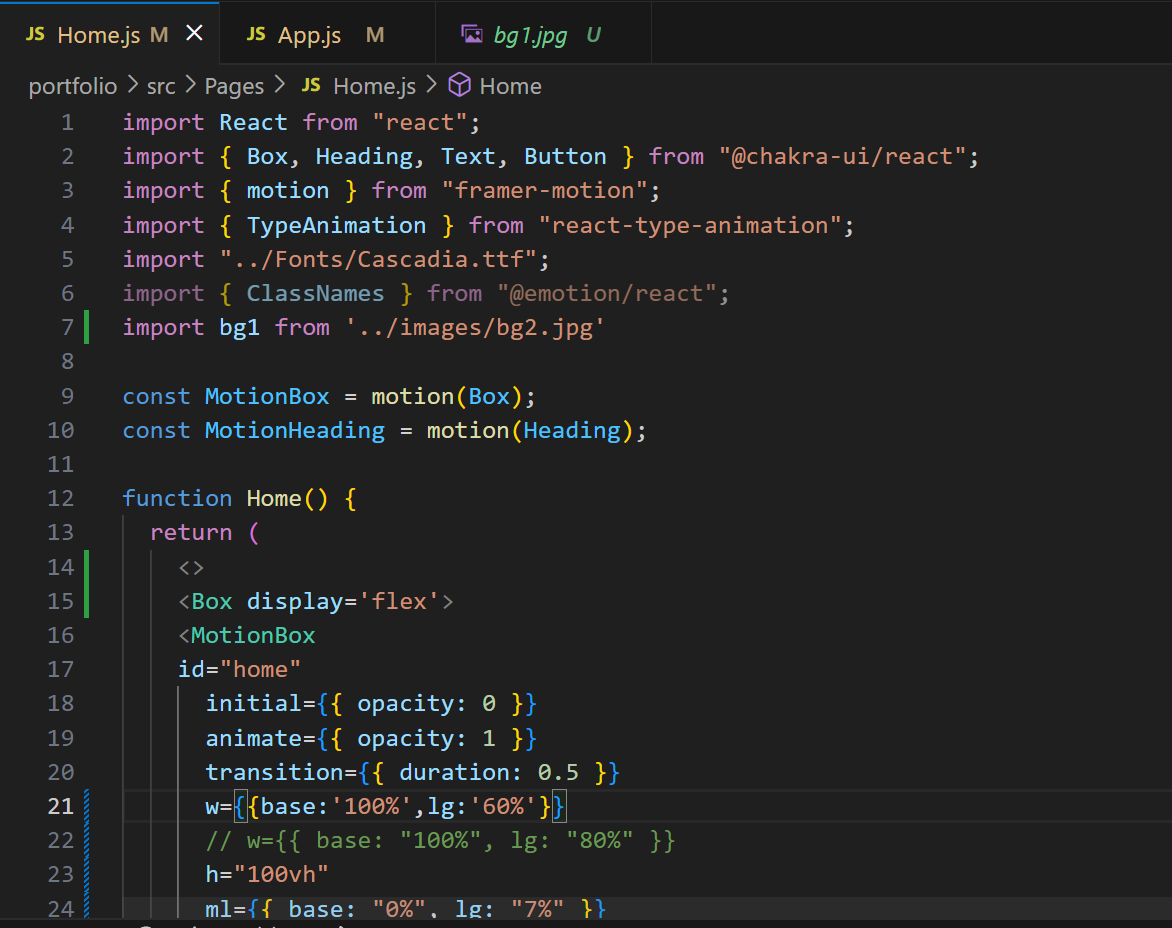 JS Home.js M × JS App.js M bg1.jpg U
portfolio > src > Pages > JS Home.js > Home
1 import React from "react";
2 import { Box, Heading, Text, Button } from "@chakra-ui/react";
3 import { motion } from "framer-motion";
4 import { TypeAnimation } from "react-type-animation";
5 import "../Fonts/Cascadia.ttf";
6 import { ClassNames } from "@emotion/react";
7 import bg1 from '../images/bg2.jpg'
8
9 const MotionBox = motion(Box);
10 const MotionHeading = motion(Heading);
11
12 function Home() {
13 return (
14 <>
15 <Box display='flex'>
16 <MotionBox
17 id="home"
18 initial={{ opacity: 0 }}
19 animate={{ opacity: 1 }}
20 transition={{ duration: 0.5 }}
21 w={{base:'100%',lg:'60%'}}
22 // w={{ base: "100%", lg: "80%" }}
23 h="100vh"
24 ml={{ base: "0%", lg: "7%" }}